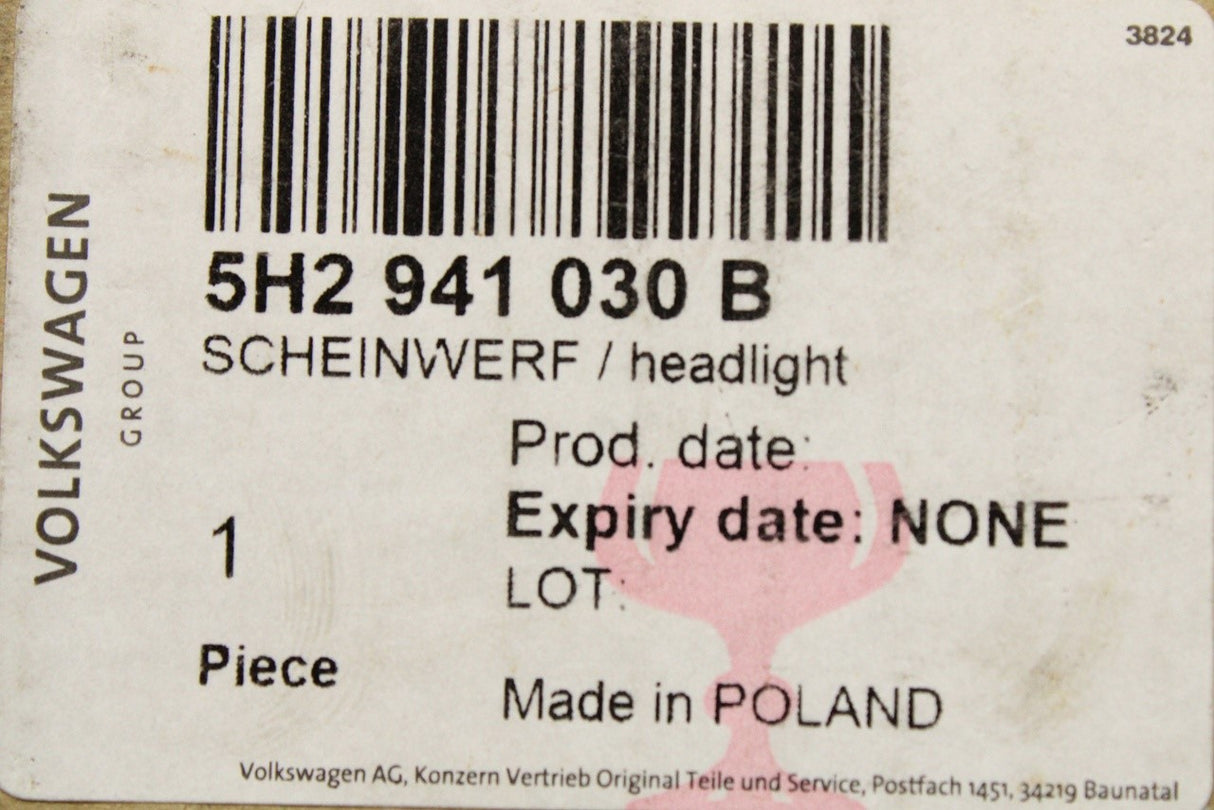 3824
5H2 941 030 B
SCHEINWERF / headlight
VOLKSWAGEN
GROUP
Prod. date:
Expiry date: NONE
1
LOT:
Piece
Made in POLAND
Volkswagen AG, Konzern Vertrieb Original Teile und Service, Postfach 1451, 34219 Baunatal